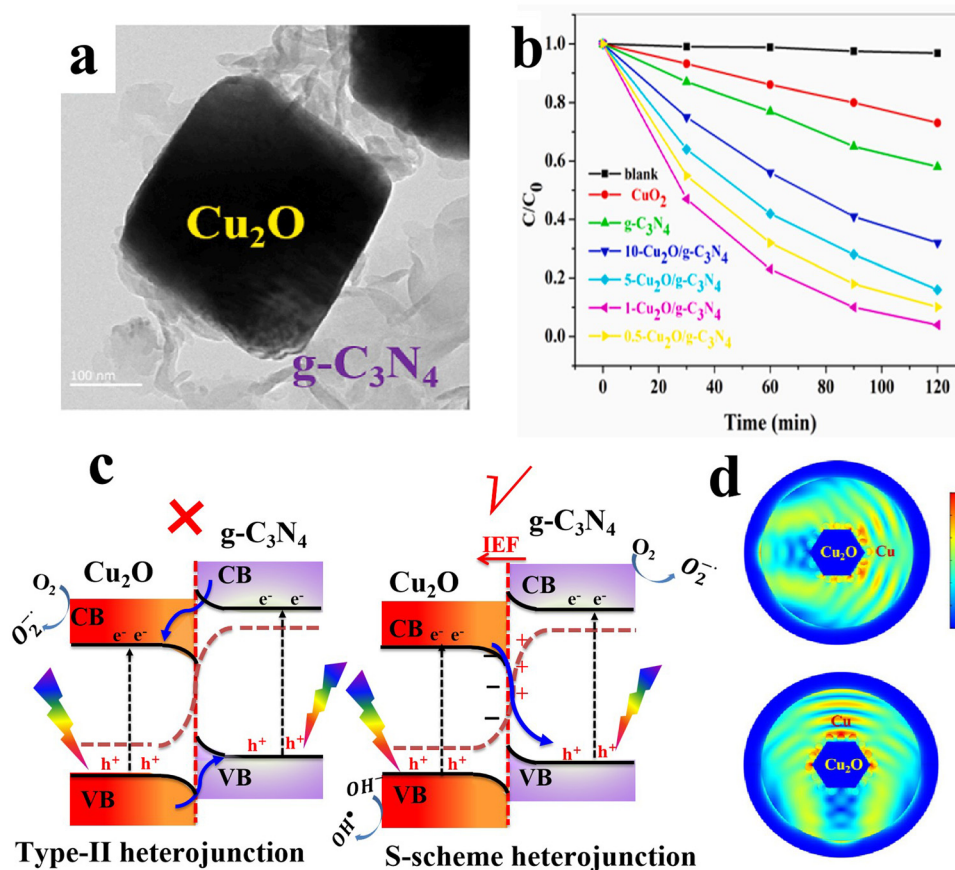 a
Cu₂O
g-C₃N₄
100 nm
b
C/C₀
1.0
0.8
0.6
0.4
0.2
0.0
blank
CuO₂
g-C₃N₄
10-Cu₂O/g-C₃N₄
5-Cu₂O/g-C₃N₄
1-Cu₂O/g-C₃N₄
0.5-Cu₂O/g-C₃N₄
0 20 40 60 80 100 120
Time (min)
c
g-C₃N₄
Cu₂O
O₂
O₂⁻·
CB
e⁻ e⁻
e⁻ e⁻
h⁺ h⁺
h⁺ h⁺
VB
VB
Type-II heterojunction
g-C₃N₄
IEF
Cu₂O
O₂
O₂⁻·
CB
CB
e⁻ e⁻
e⁻ e⁻
+
+
+
− − −
h⁺ h⁺
h⁺ h⁺
VB
VB
OH⁻
OH•
S-scheme heterojunction
d
Cu₂O
Cu
Cu
Cu₂O